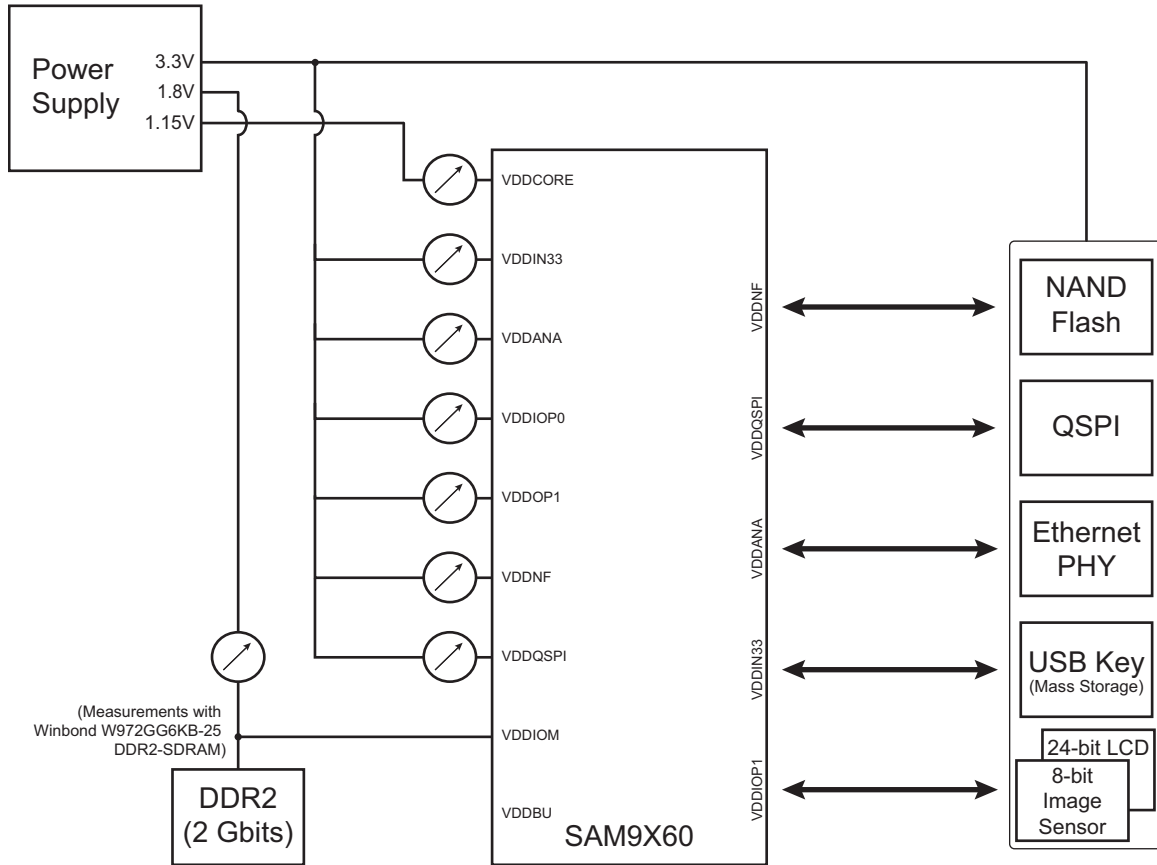 Power
Supply
3.3V
1.8V
1.15V
VDDCORE
VDDIN33
VDDANA
VDDIOP0
VDDOP1
VDDNF
VDDQSPI
VDDIOM
VDDBU
(Measurements with
Winbond W972GG6KB-25
DDR2-SDRAM)
DDR2
(2 Gbits)
SAM9X60
VDDNF
VDDQSPI
VDDANA
VDDIN33
VDDIOP1
NAND
Flash
QSPI
Ethernet
PHY
USB Key
(Mass Storage)
24-bit LCD
8-bit
Image
Sensor